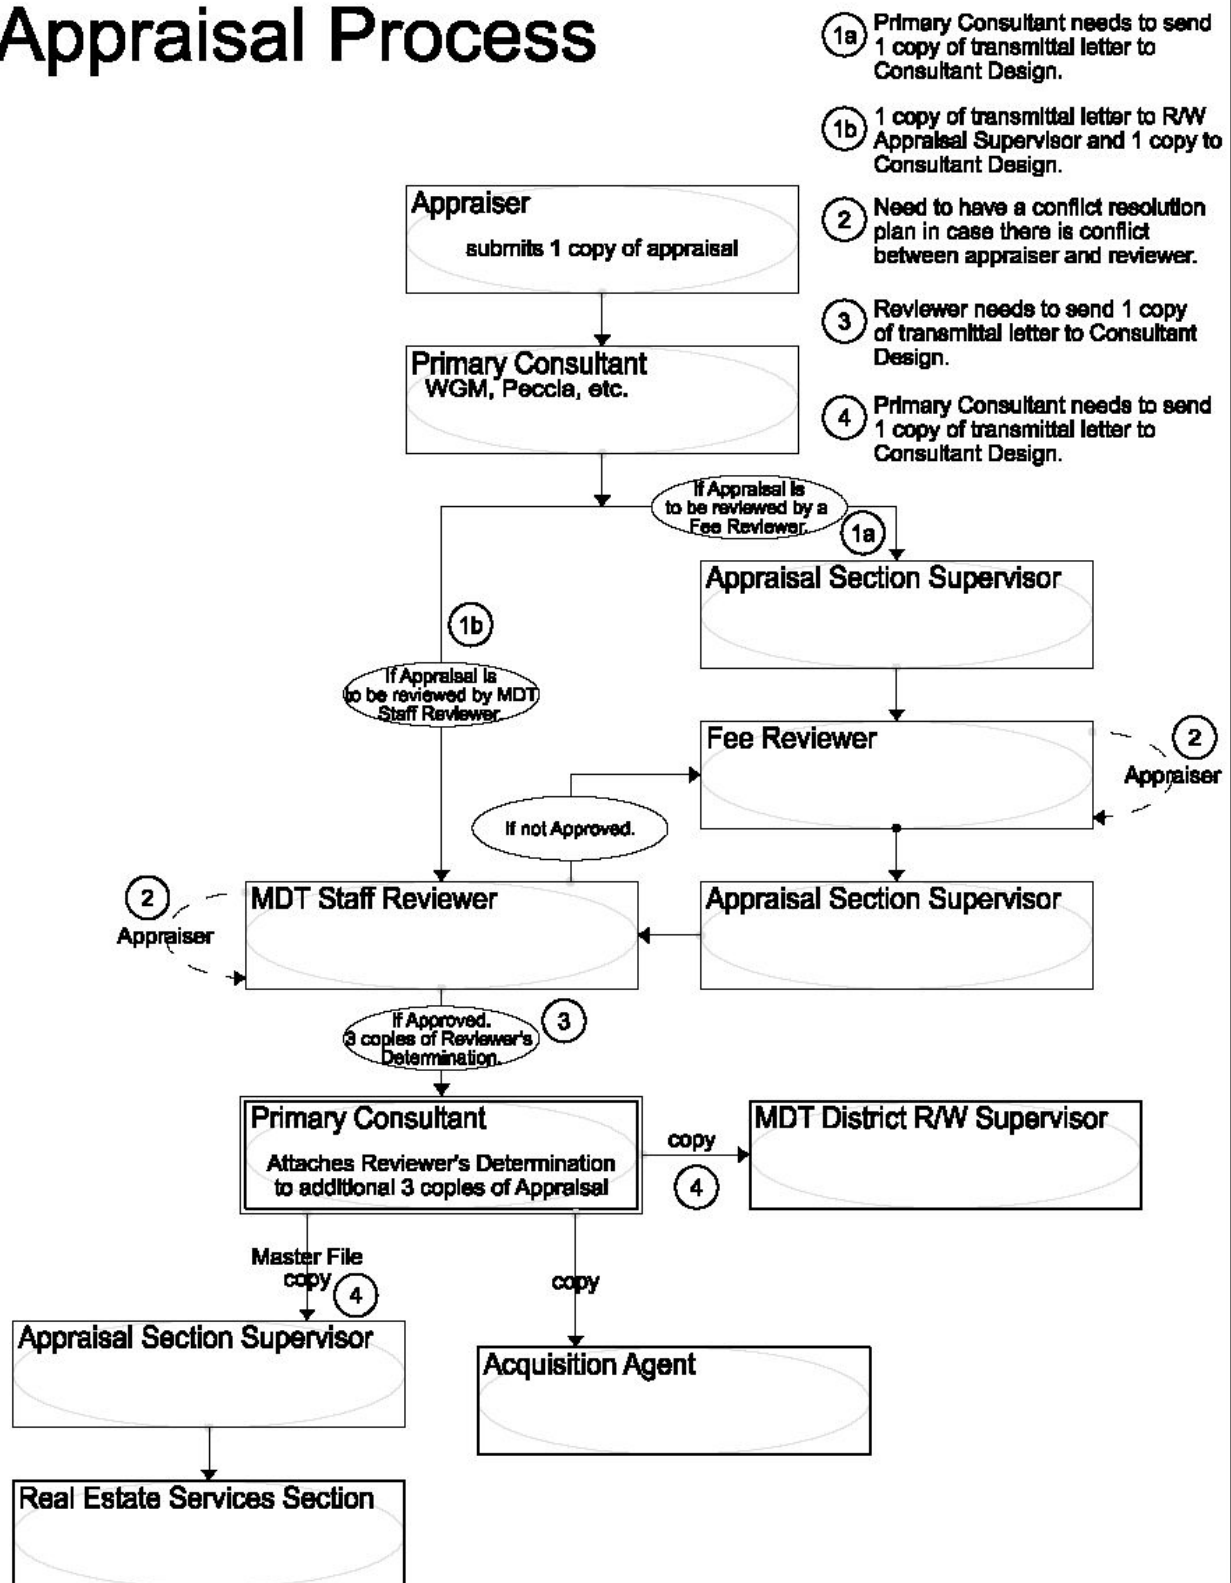 Appraisal Process
1a
Primary Consultant needs to send
1 copy of transmittal letter to
Consultant Design.
1b
1 copy of transmittal letter to R/W
Appraisal Supervisor and 1 copy to
Consultant Design.
2
Need to have a conflict resolution
plan in case there is conflict
between appraiser and reviewer.
3
Reviewer needs to send 1 copy
of transmittal letter to Consultant
Design.
4
Primary Consultant needs to send
1 copy of transmittal letter to
Consultant Design.
Appraiser
submits 1 copy of appraisal
Primary Consultant
WGM, Peccia, etc.
If Appraisal is
to be reviewed by a
Fee Reviewer.
1a
Appraisal Section Supervisor
1b
If Appraisal is
to be reviewed by MDT
Staff Reviewer.
Fee Reviewer
2
Appraiser
If not Approved.
2
Appraiser
MDT Staff Reviewer
Appraisal Section Supervisor
If Approved.
3 copies of Reviewer's
Determination.
3
Primary Consultant
Attaches Reviewer's Determination
to additional 3 copies of Appraisal
copy
4
MDT District R/W Supervisor
Master File
copy
4
copy
Appraisal Section Supervisor
Acquisition Agent
Real Estate Services Section